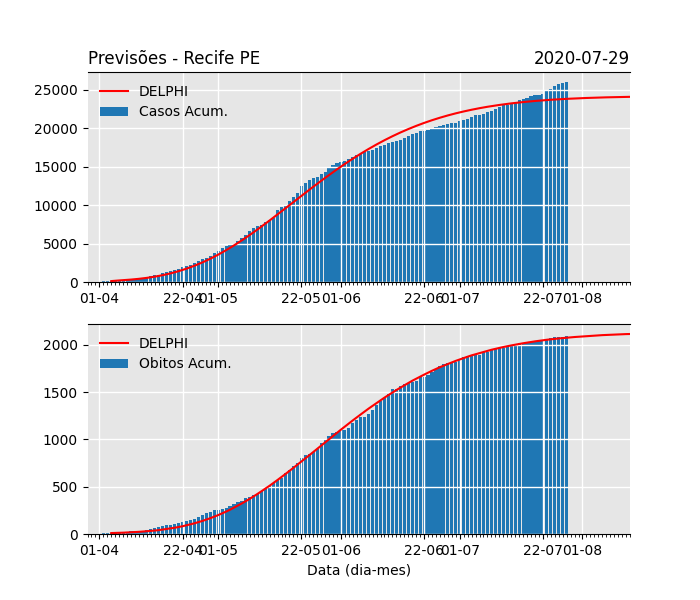 Previsões - Recife PE 2020-07-29
DELPHI
Casos Acum.
25000
20000
15000
10000
5000
0
01-04 22-04 01-05 22-05 01-06 22-06 01-07 22-07 01-08
DELPHI
Obitos Acum.
2000
1500
1000
500
0
01-04 22-04 01-05 22-05 01-06 22-06 01-07 22-07 01-08
Data (dia-mes)